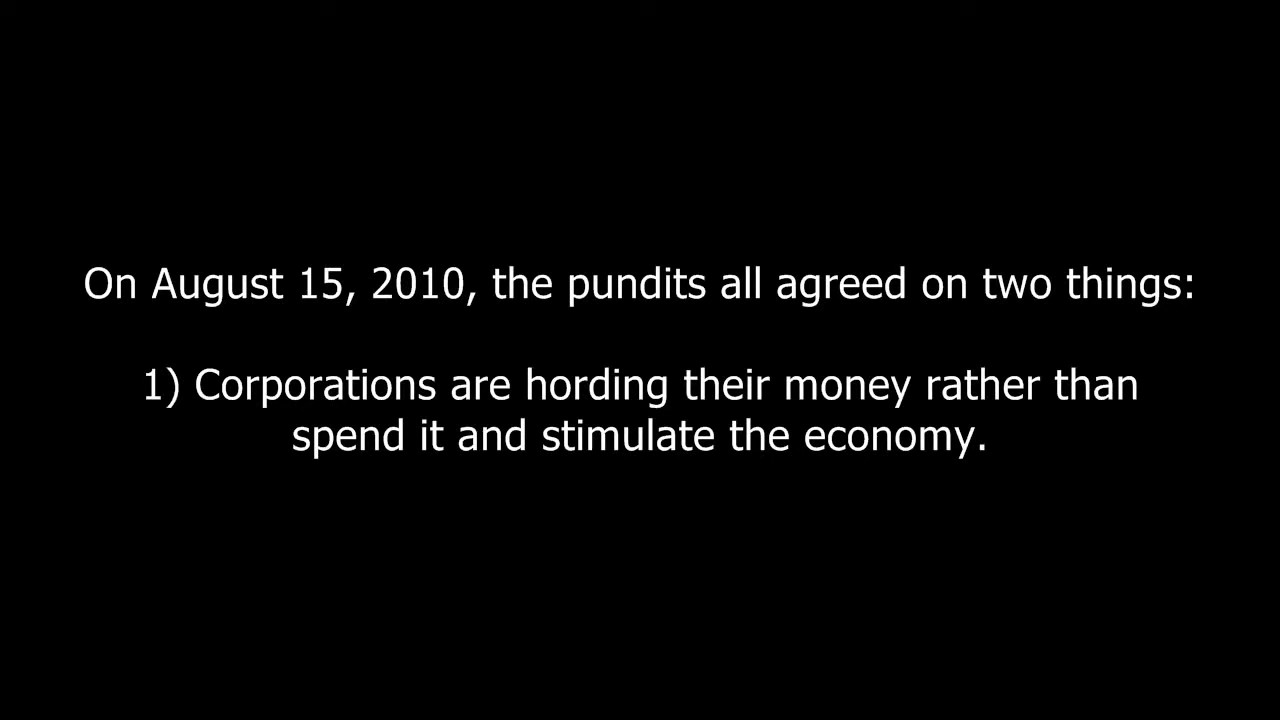 On August 15, 2010, the pundits all agreed on two things:
1) Corporations are hording their money rather than
spend it and stimulate the economy.